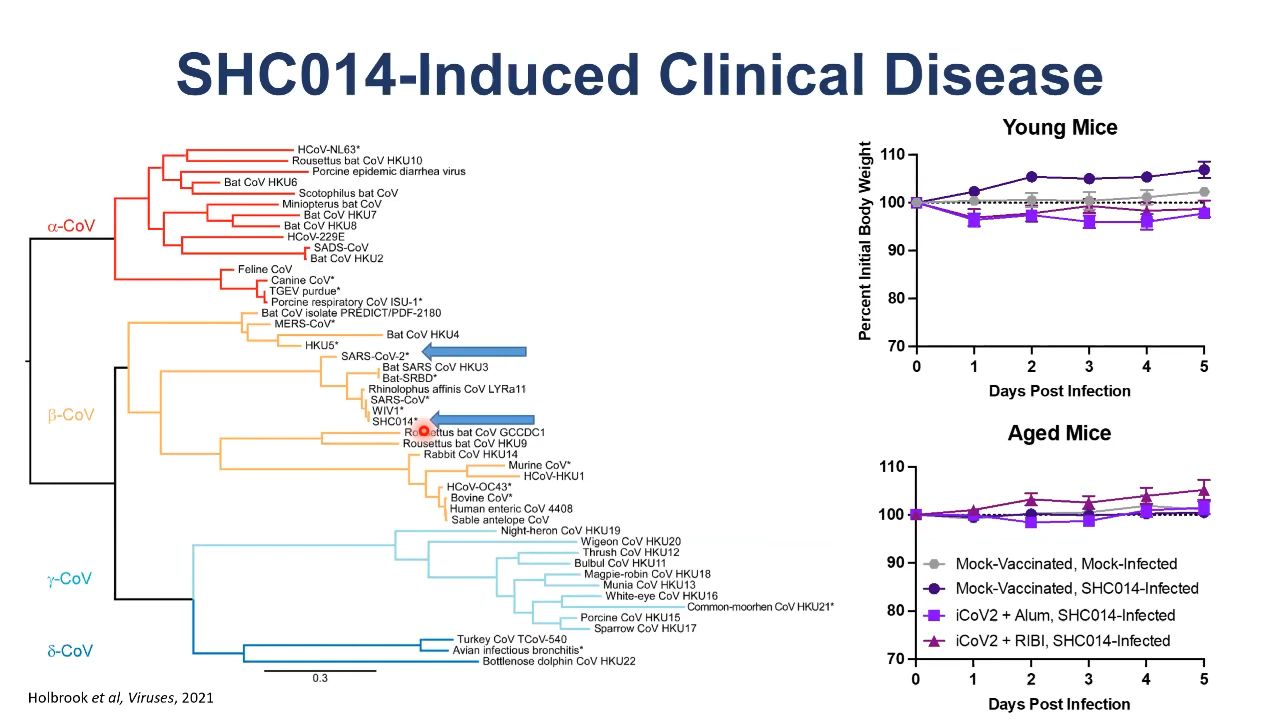 SHC014-Induced Clinical Disease
HCoV-NL63*
Rousettus bat CoV HKU10
Porcine epidemic diarrhea virus
Bat CoV HKU6
Scotophilus bat CoV
Miniopterus bat CoV
Bat CoV HKU7
Bat CoV HKU8
HCoV-229E
SADS-CoV
Bat CoV HKU2
Feline CoV
Canine CoV*
TGEV purdue*
Porcine respiratory CoV ISU-1*
α-CoV
Bat CoV isolate PREDICT/PDF-2180
MERS-CoV*
Bat CoV HKU4
HKU5*
SARS-CoV-2*
Bat SARS CoV HKU3
Bat-SRBD*
Rhinolophus affinis CoV LYRa11
SARS-CoV*
WIV1*
SHC014*
Rousettus bat CoV GCCDC1
Rousettus bat CoV HKU9
Rabbit CoV HKU14
Murine CoV*
HCoV-HKU1
HCoV-OC43*
Bovine CoV*
Human enteric CoV 4408
Sable antelope CoV
β-CoV
Night-heron CoV HKU19
Wigeon CoV HKU20
Thrush CoV HKU12
Bulbul CoV HKU11
Magpie-robin CoV HKU18
Munia CoV HKU13
White-eye CoV HKU16
Common-moorhen CoV HKU21*
Porcine CoV HKU15
Sparrow CoV HKU17
γ-CoV
Turkey CoV TCoV-540
Avian infectious bronchitis*
Bottlenose dolphin CoV HKU22
δ-CoV
0.3
Holbrook et al, Viruses, 2021
Young Mice
Percent Initial Body Weight
110
100
90
80
70
0 1 2 3 4 5
Days Post Infection
Aged Mice
110
100
90
80
70
Mock-Vaccinated, Mock-Infected
Mock-Vaccinated, SHC014-Infected
iCoV2 + Alum, SHC014-Infected
iCoV2 + RIBI, SHC014-Infected
0 1 2 3 4 5
Days Post Infection